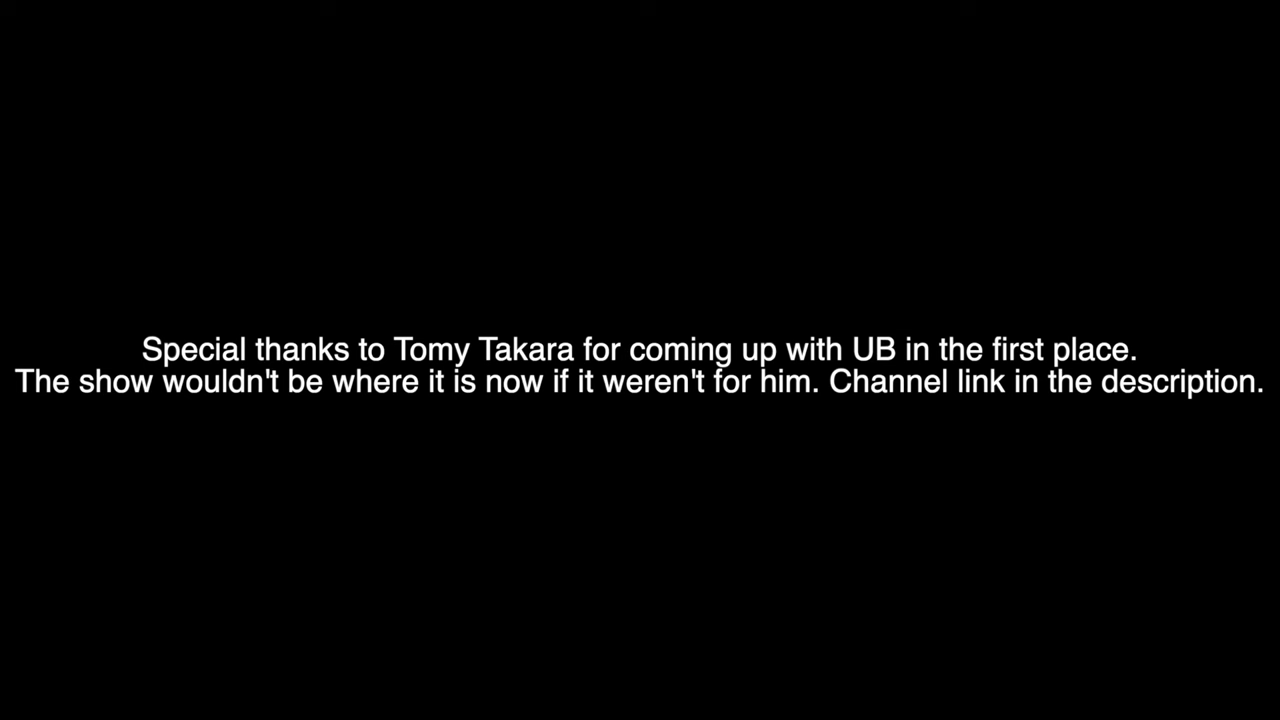 Special thanks to Tomy Takara for coming up with UB in the first place.
The show wouldn't be where it is now if it weren't for him. Channel link in the description.